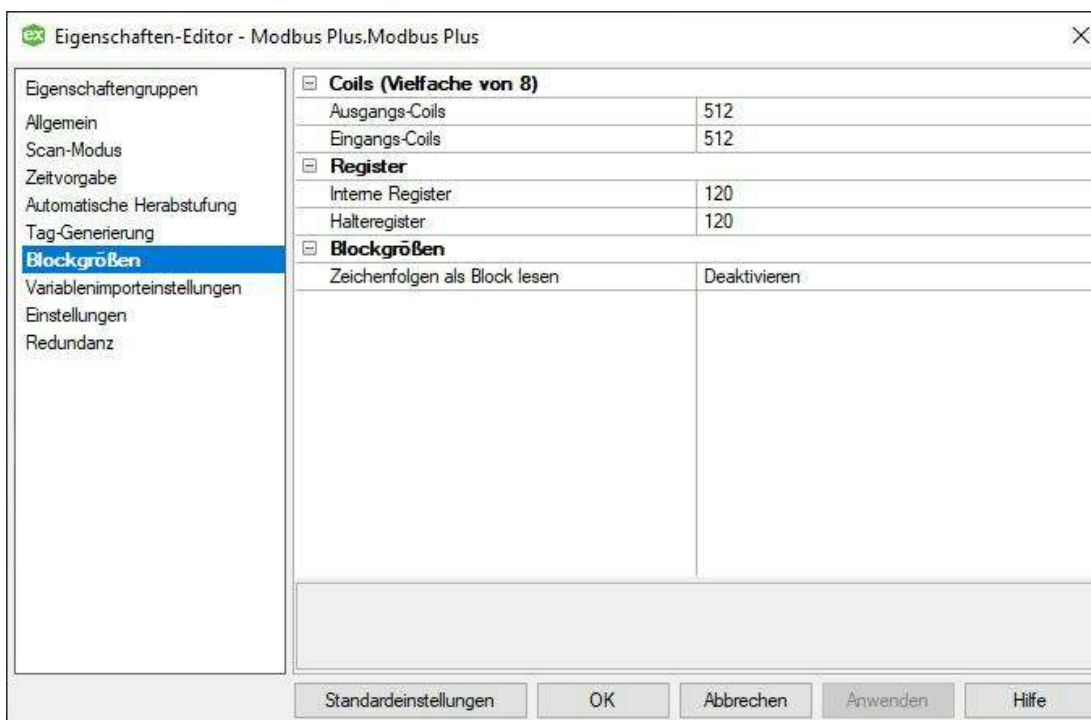 Eigenschaften-Editor - Modbus Plus.Modbus Plus
Eigenschaftengruppen
Allgemein
Scan-Modus
Zeitvorgabe
Automatische Herabstufung
Tag-Generierung
Blockgrößen
Variablenimporteinstellungen
Einstellungen
Redundanz
Coils (Vielfache von 8)
Ausgangs-Coils 512
Eingangs-Coils 512
Register
Interne Register 120
Halteregister 120
Blockgrößen
Zeichenfolgen als Block lesen Deaktivieren
Standardeinstellungen OK Abbrechen Anwenden Hilfe